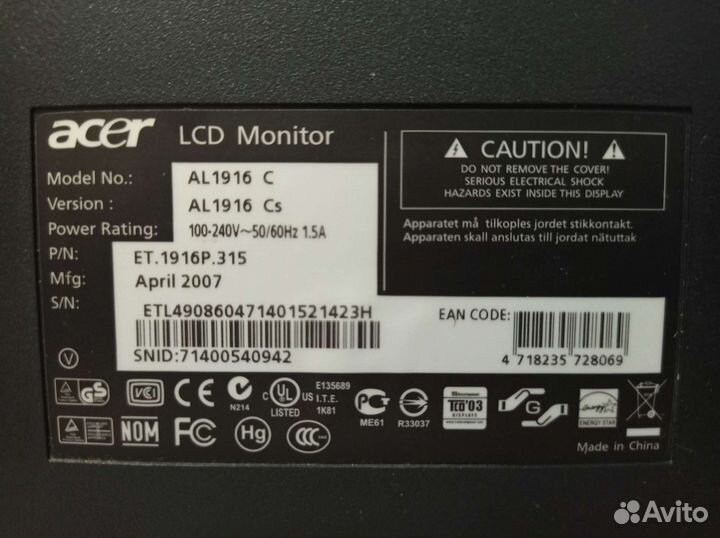 acer LCD Monitor
Model No.: AL1916 C
Version : AL1916 Cs
Power Rating: 100-240V~50/60Hz 1.5A
P/N: ET.1916P.315
Mfg: April 2007
S/N:
ETL490860471401521423H
SNID:71400540942
CAUTION!
DO NOT REMOVE THE COVER!
SERIOUS ELECTRICAL SHOCK
HAZARDS EXIST INSIDE THIS DISPLAY
Apparatet må tilkoples jordet stikkontakt.
Apparaten skall anslutas till jordat nätuttak
EAN CODE:
4 718235 728069
V
GS
VCI
CE
N214
C UL US
LISTED
E135689
I.T.E.
1K81
ME61
R33037
TCO'03
DISPLAYS
G
ENERGY STAR
NOM
FC
Hg
CCC
Made in China
Avito